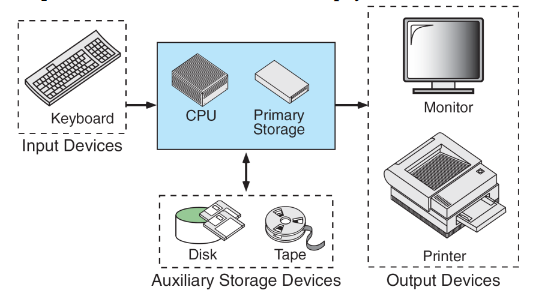 Keyboard
Input Devices
CPU
Primary
Storage
Monitor
Printer
Output Devices
Disk
Tape
Auxiliary Storage Devices